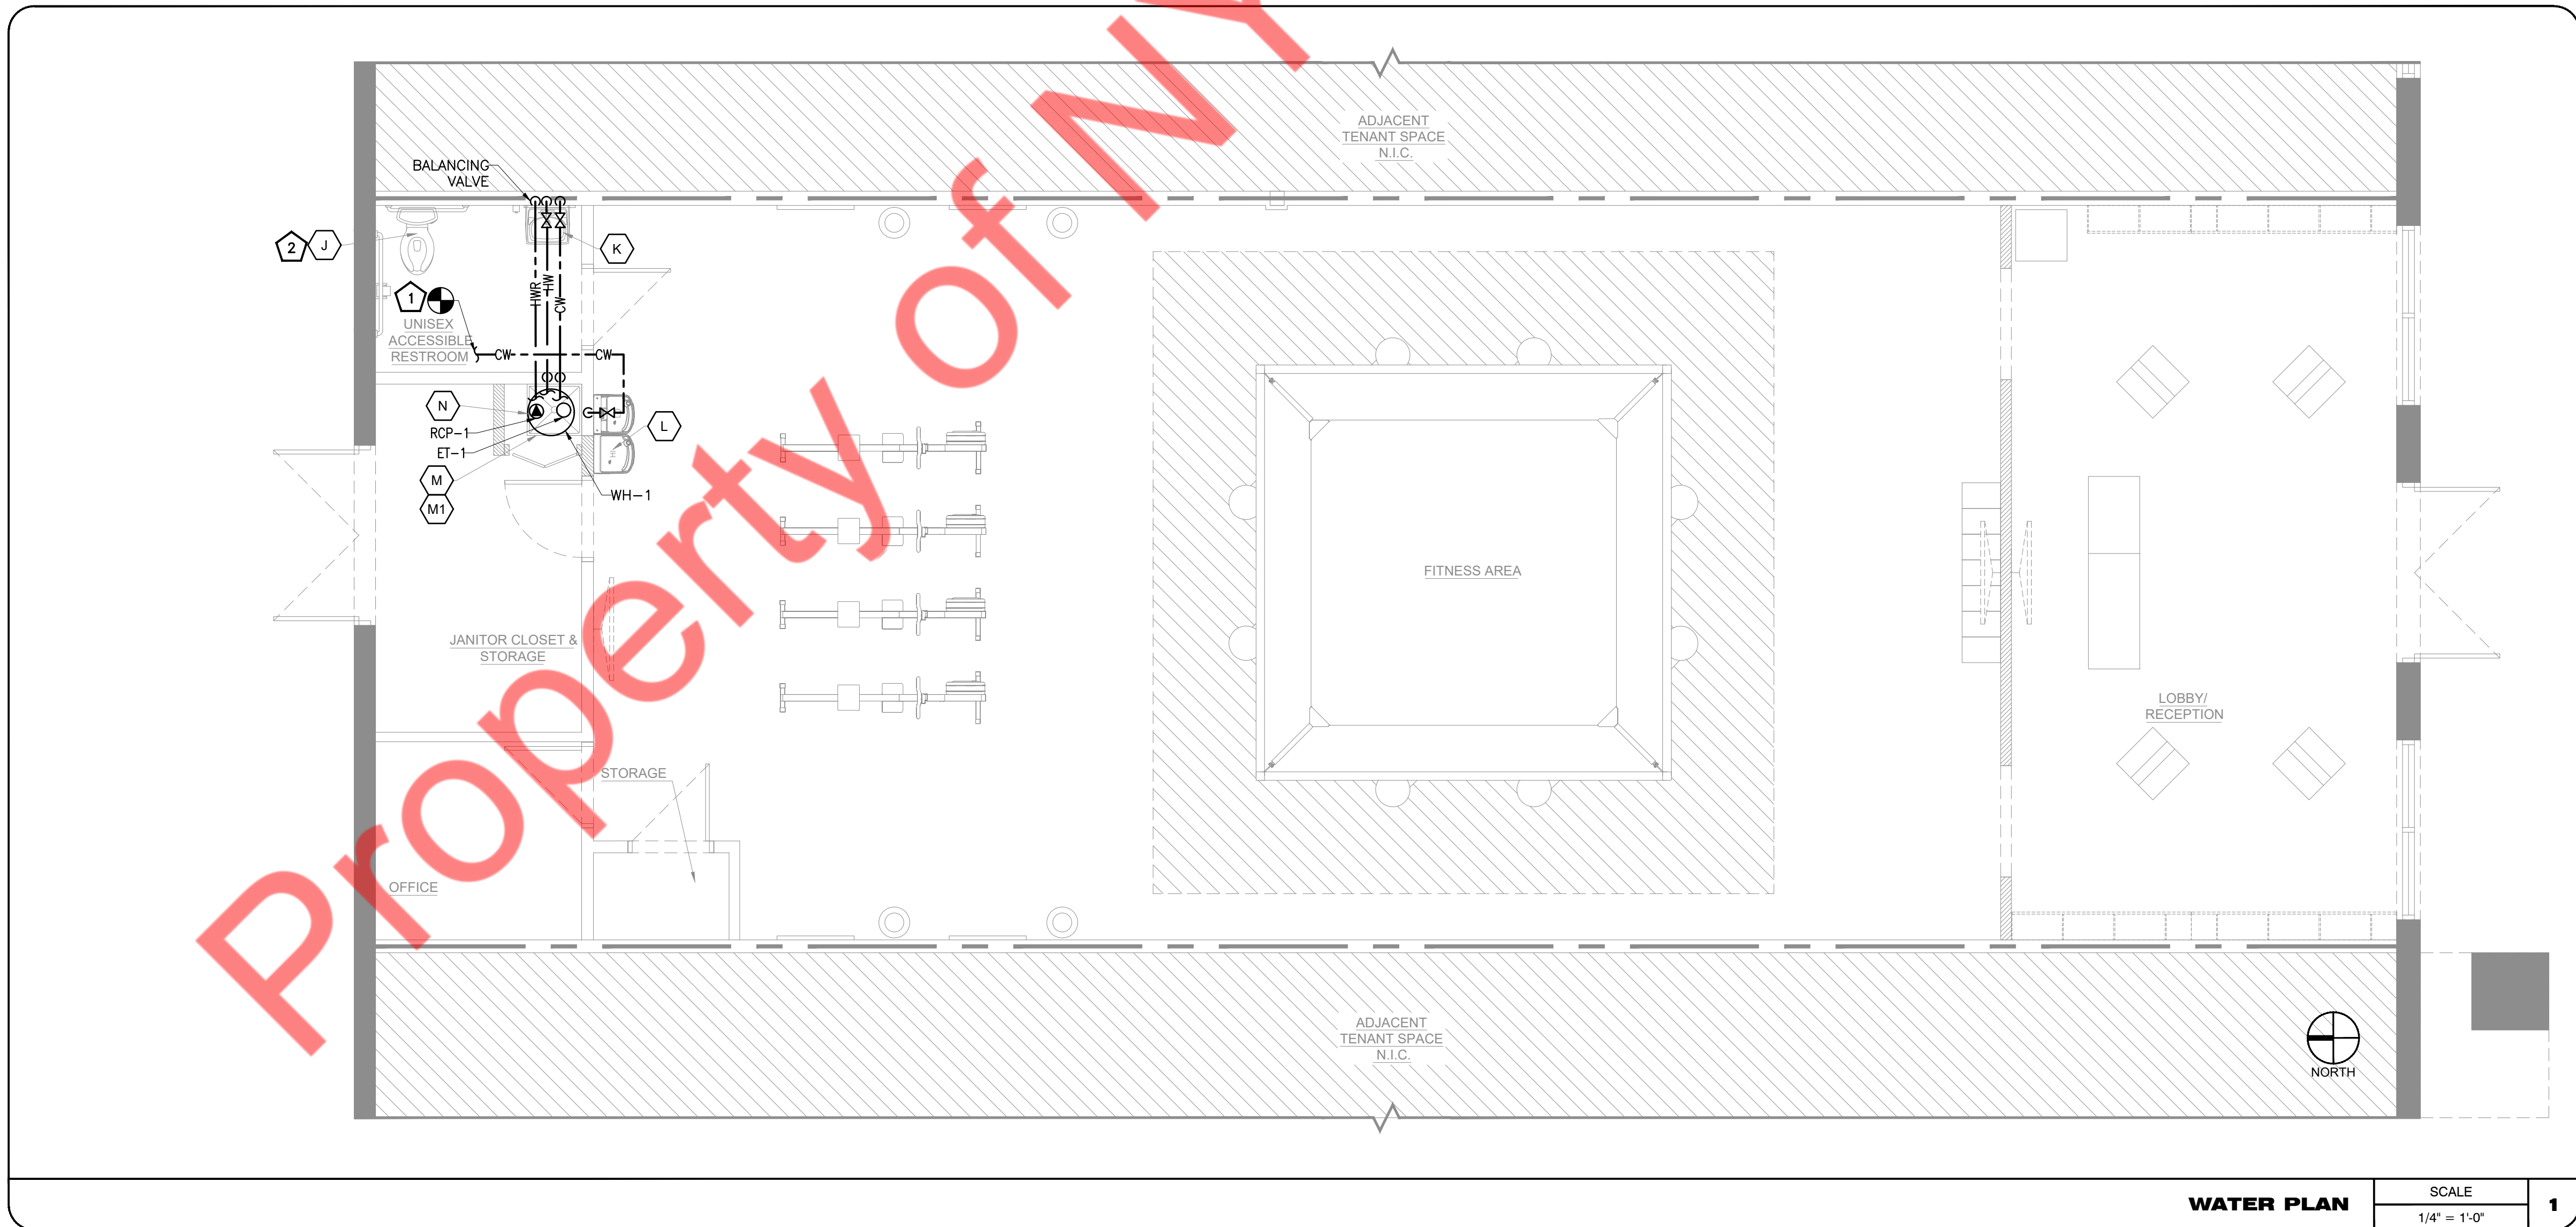 Property of NY
ADJACENT
TENANT SPACE
N.I.C.
BALANCING
VALVE
2
J
K
HWR
HW
CW
1
UNISEX
ACCESSIBLE
RESTROOM
CW
CW
N
RCP-1
ET-1
L
M
M1
WH-1
FITNESS AREA
JANITOR CLOSET &
STORAGE
LOBBY/
RECEPTION
STORAGE
OFFICE
ADJACENT
TENANT SPACE
N.I.C.
NORTH
WATER PLAN
SCALE
1/4" = 1'-0"
1